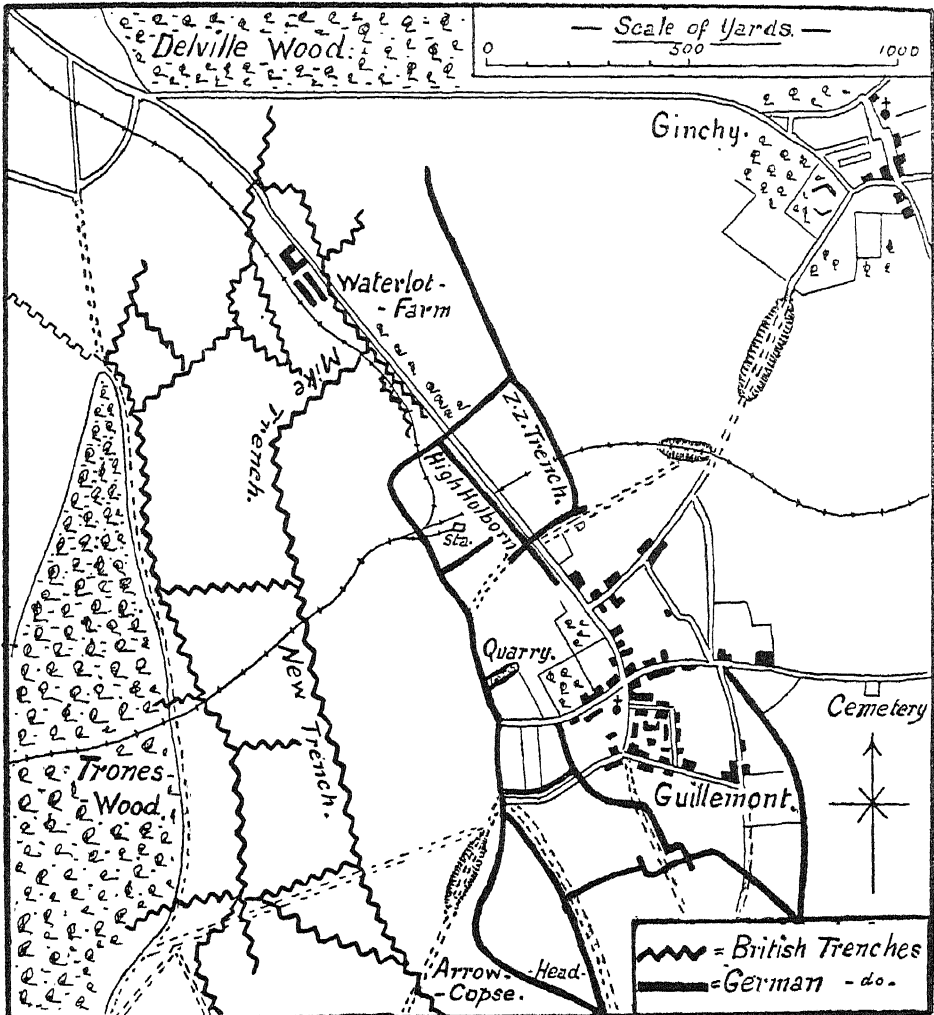 Delville Wood.
— Scale of Yards. —
0 500 1000
Ginchy.
Waterlot-
- Farm
Mike
Trench.
Z.Z. Trench.
High Holborn
Sta.
Quarry.
New
Trench.
Cemetery
Trones-
- Wood.
Guillemont.
Arrow- -Head-
-Copse.
= British Trenches
= German - do.